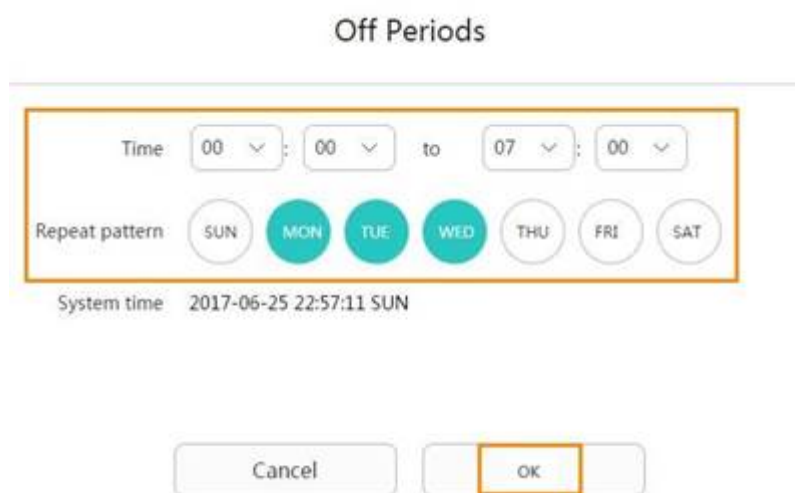 Off Periods
Time 00 : 00 to 07 : 00
Repeat pattern SUN MON TUE WED THU FRI SAT
System time 2017-06-25 22:57:11 SUN
Cancel OK